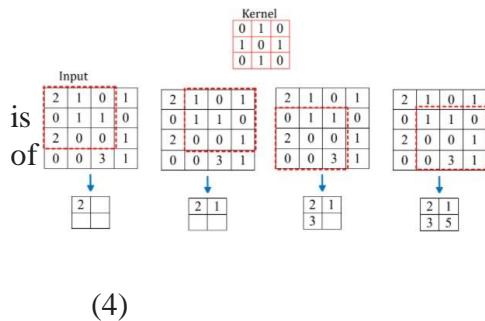 Kernel
0 1 0
1 0 1
0 1 0
Input
2 1 0 1 2 1 0 1 2 1 0 1 2 1 0 1
is 0 1 1 0 0 1 1 0 0 1 1 0 0 1 1 0
of 2 0 0 1 2 0 0 1 2 0 0 1 2 0 0 1
0 0 3 1 0 0 3 1 0 0 3 1 0 0 3 1
2 2 1 2 1 2 1
3 3 5
(4)